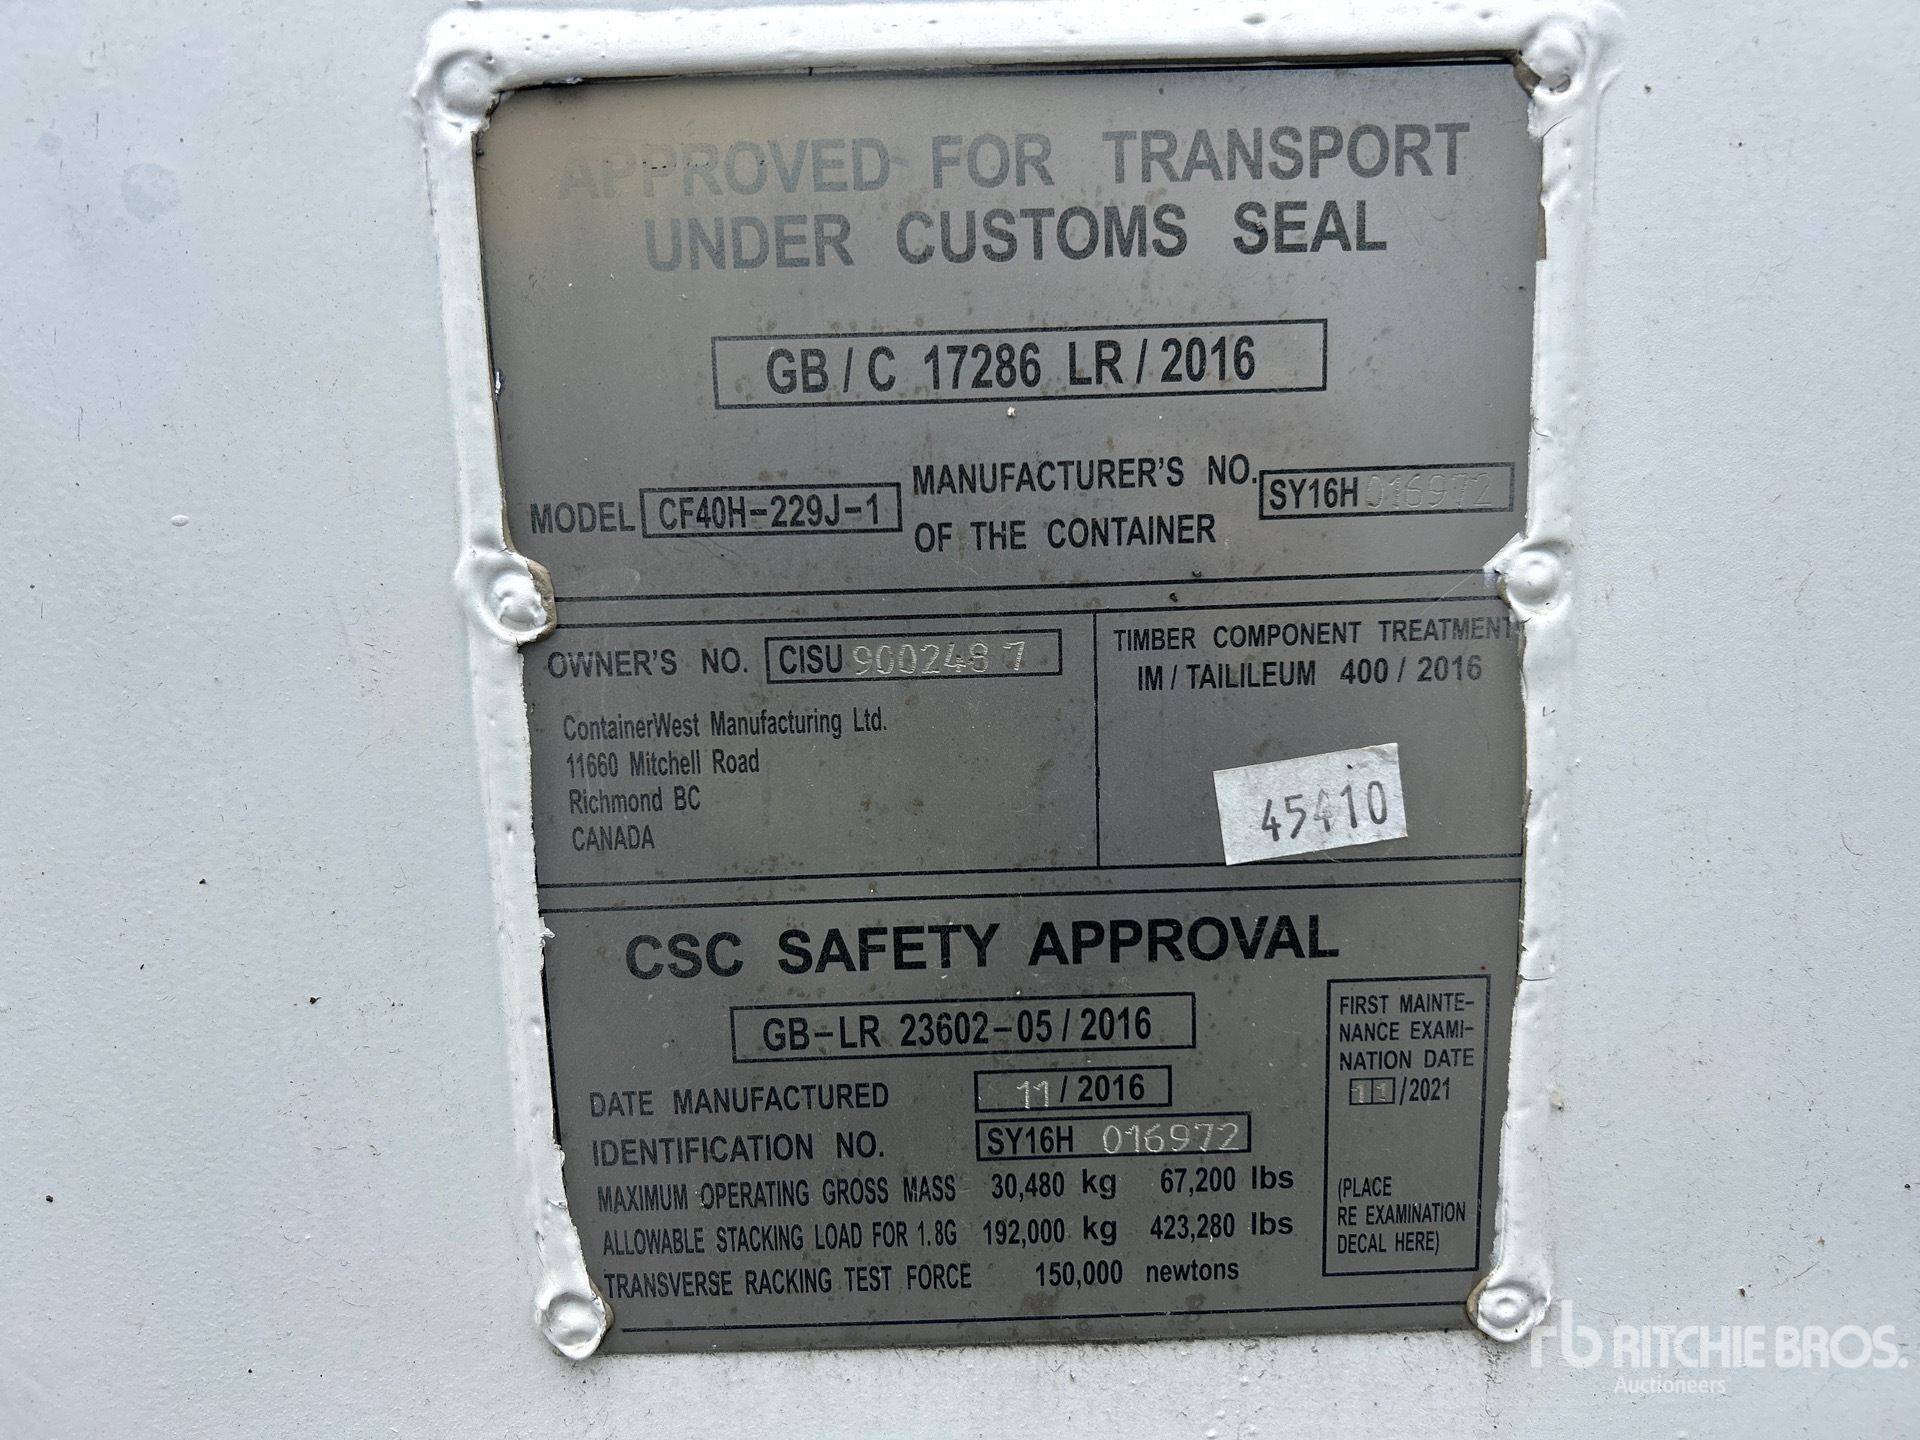 APPROVED FOR TRANSPORT
UNDER CUSTOMS SEAL
GB / C 17286 LR / 2016
MODEL CF40H-229J-1
MANUFACTURER'S NO.
OF THE CONTAINER
SY16H 016972
OWNER'S NO. CISU 9002487
ContainerWest Manufacturing Ltd.
11660 Mitchell Road
Richmond BC
CANADA
TIMBER COMPONENT TREATMENT
IM / TAILILEUM 400 / 2016
45410
CSC SAFETY APPROVAL
GB-LR 23602-05 / 2016
DATE MANUFACTURED 11 / 2016
IDENTIFICATION NO. SY16H 016972
MAXIMUM OPERATING GROSS MASS 30,480 kg 67,200 lbs
ALLOWABLE STACKING LOAD FOR 1.8G 192,000 kg 423,280 lbs
TRANSVERSE RACKING TEST FORCE 150,000 newtons
FIRST MAINTE-
NANCE EXAMI-
NATION DATE
11/2021
(PLACE
RE EXAMINATION
DECAL HERE)
rb RITCHIE BROS.
Auctioneers